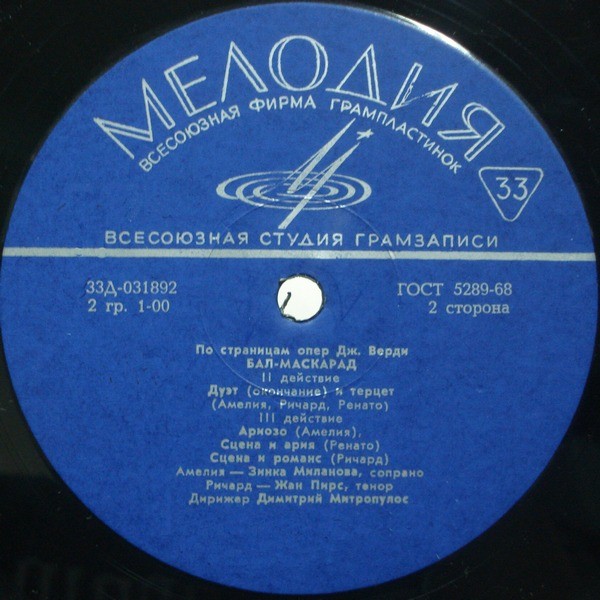 МЕЛОДИЯ
ВСЕСОЮЗНАЯ ФИРМА ГРАМПЛАСТИНОК
33
ВСЕСОЮЗНАЯ СТУДИЯ ГРАМЗАПИСИ
33Д-031892 ГОСТ 5289-68
2 гр. 1-00 2 сторона
По страницам опер Дж. Верди
БАЛ-МАСКАРАД
II действие
Дуэт (окончание) и терцет
(Амелия, Ричард, Ренато)
III действие
Ариозо (Амелия),
Сцена и ария (Ренато)
Сцена и романс (Ричард)
Амелия — Зинка Миланова, сопрано
Ричард — Жан Пирс, тенор
Дирижер Димитрий Митропулос